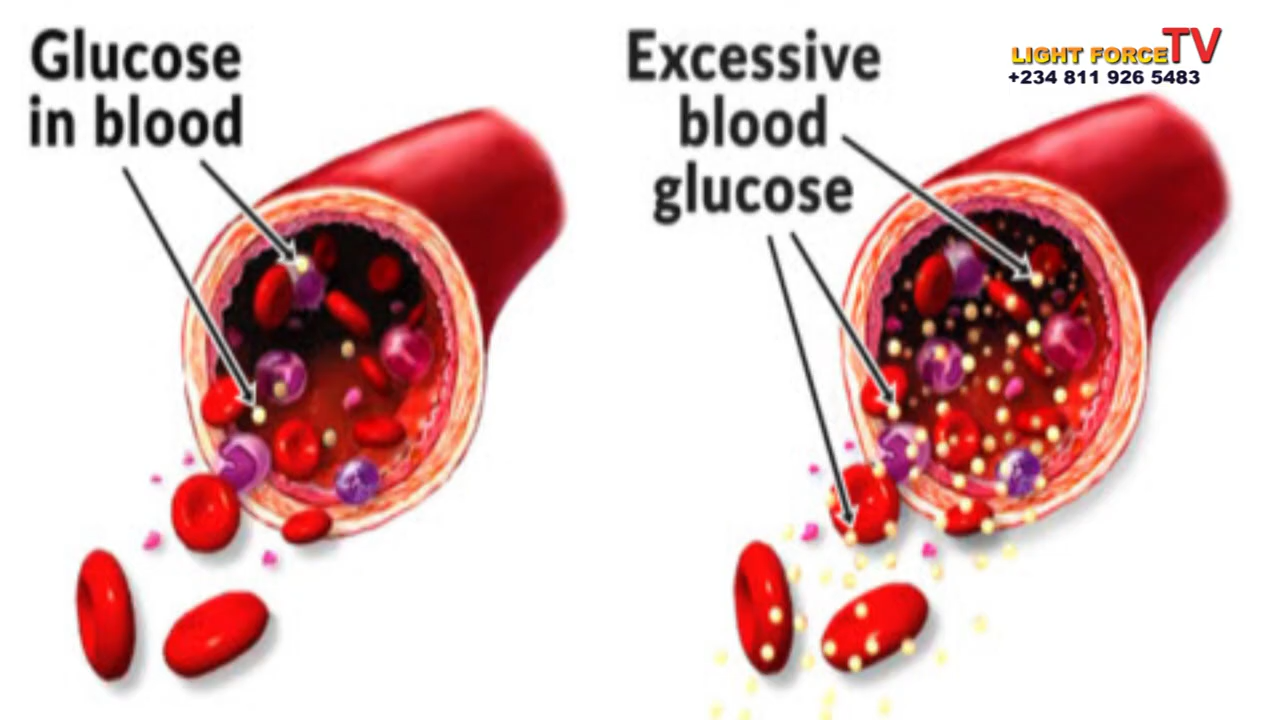 Glucose
in blood
Excessive
blood
glucose
LIGHT FORCETV
+234 811 926 5483